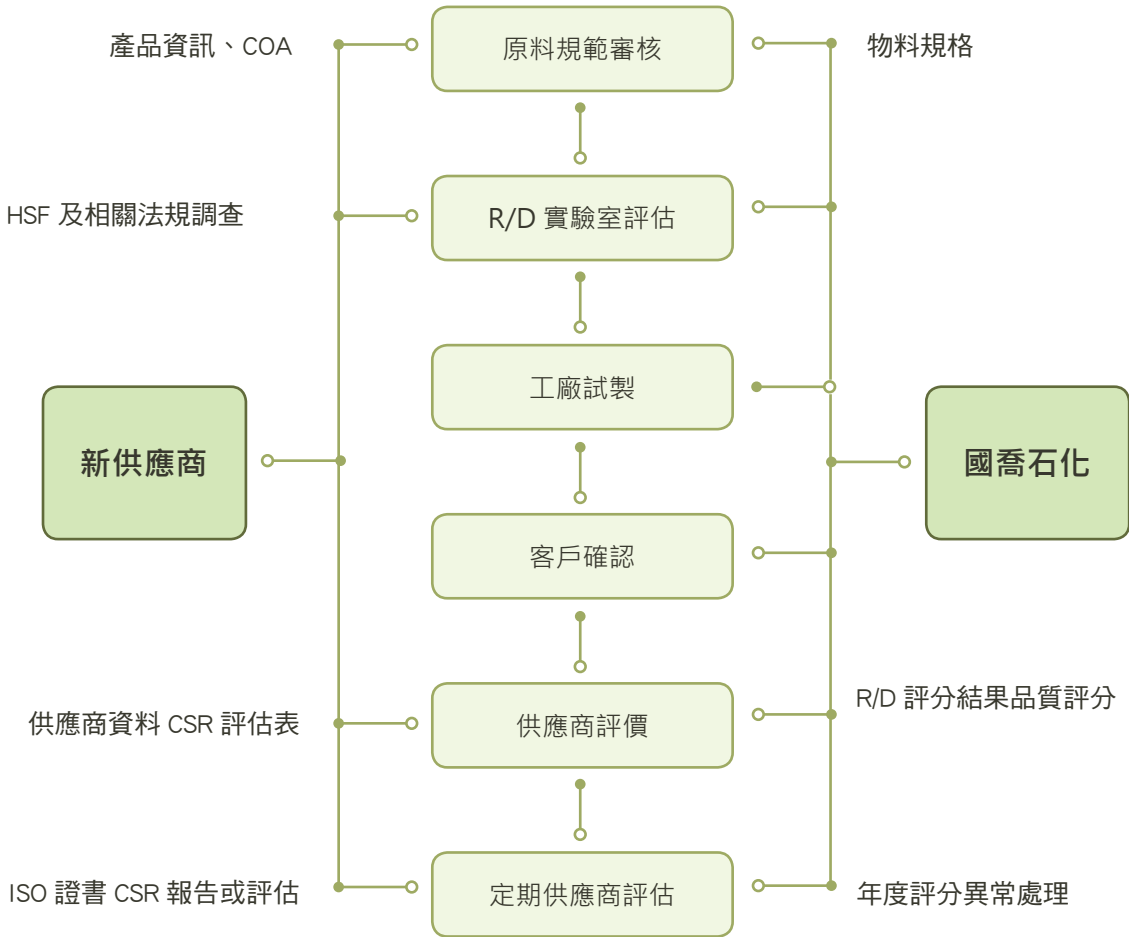 產品資訊、COA
原料規範審核
物料規格
HSF 及相關法規調查
R/D 實驗室評估
工廠試製
新供應商
國喬石化
客戶確認
供應商資料 CSR 評估表
供應商評價
R/D 評分結果品質評分
ISO 證書 CSR 報告或評估
定期供應商評估
年度評分異常處理